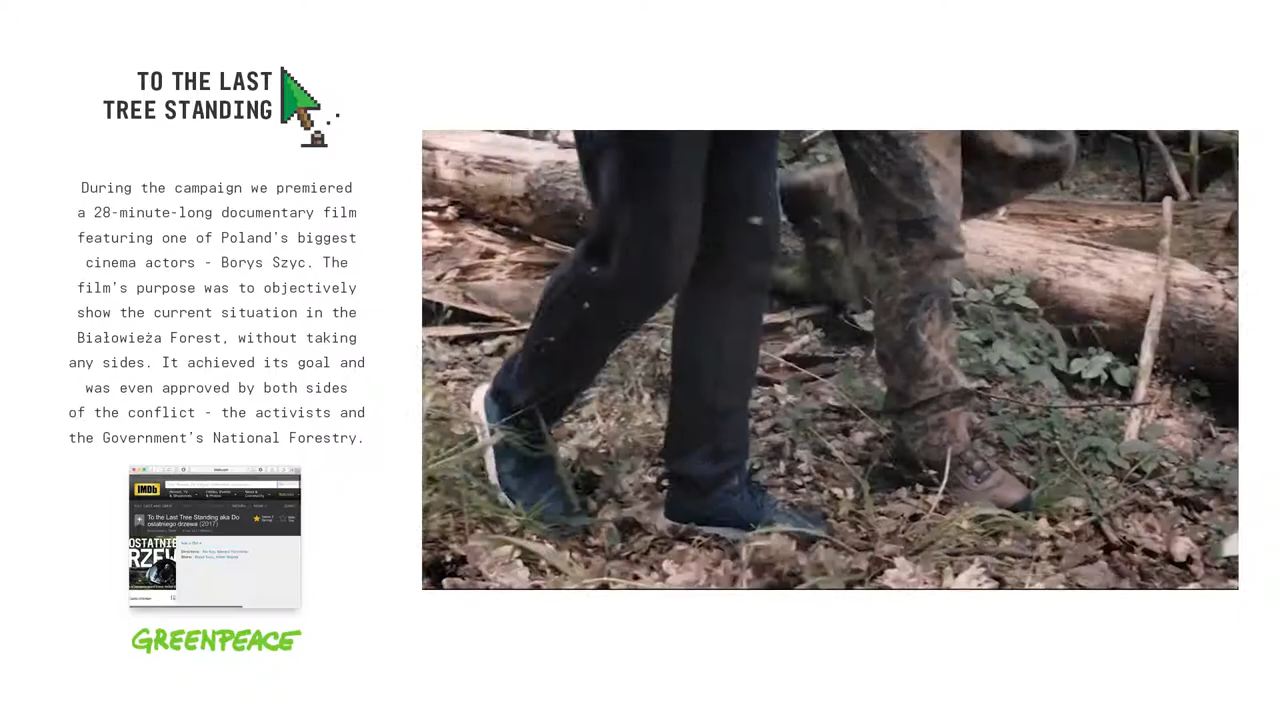 TO THE LAST
TREE STANDING
During the campaign we premiered
a 28-minute-long documentary film
featuring one of Poland's biggest
cinema actors - Borys Szyc. The
film's purpose was to objectively
show the current situation in the
Białowieża Forest, without taking
any sides. It achieved its goal and
was even approved by both sides
of the conflict - the activists and
the Government's National Forestry.
IMDb
To the Last Tree Standing aka Do
ostatniego drzewa (2017)
OSTATNIE
RZEW
GREENPEACE